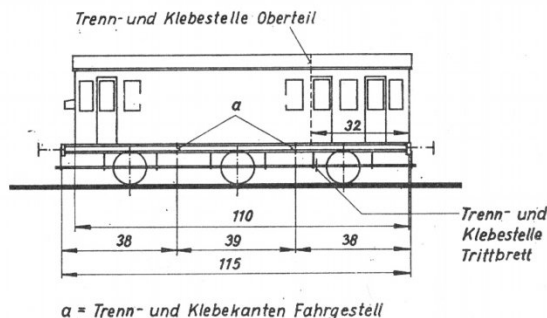 Trenn-und Klebestelle Oberteil
a
32
110
Trenn- und
Klebestelle
Trittbrett
38
39
38
115
a = Trenn- und Klebekanten Fahrgestell